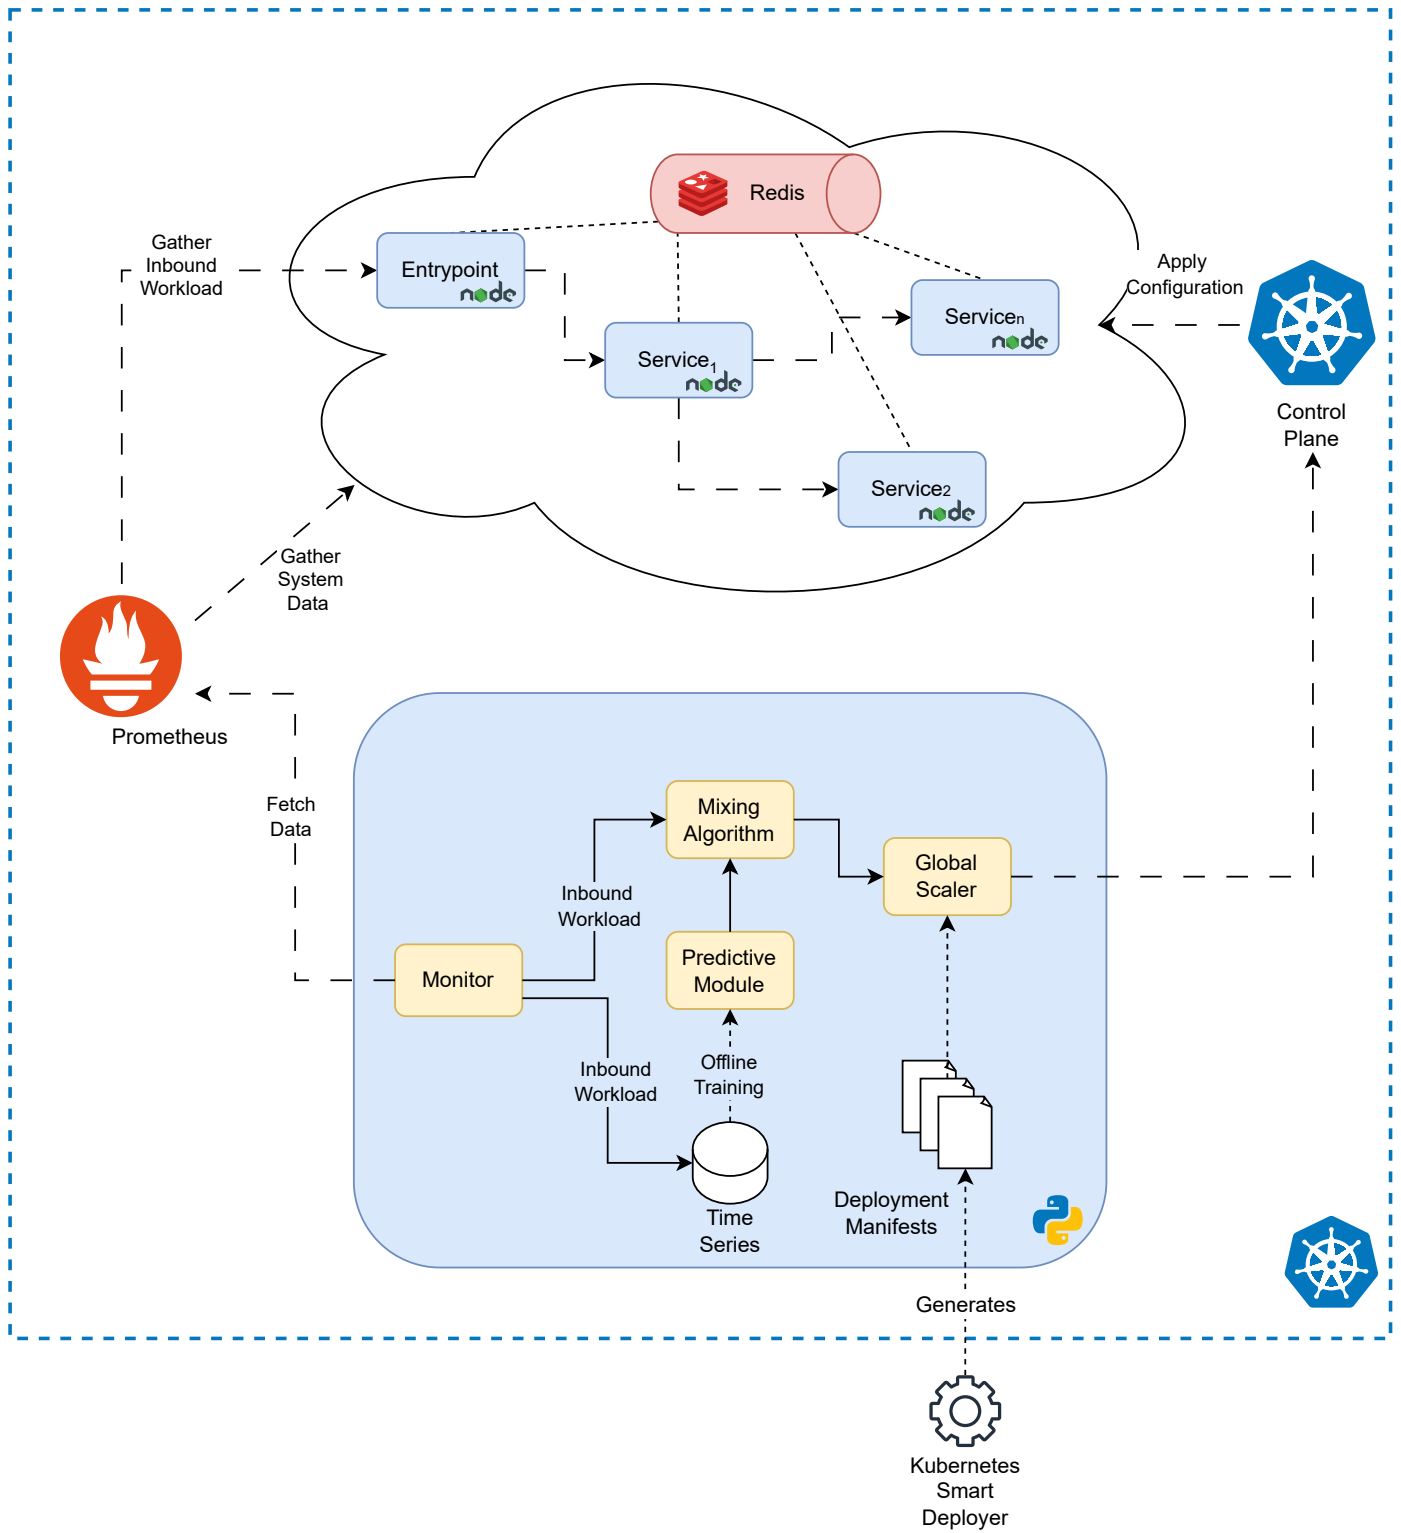 Redis
Gather
Inbound
Workload
Entrypoint
node
Apply
Configuration
Service1
node
Servicen
node
Control
Plane
Service2
node
Gather
System
Data
Prometheus
Fetch
Data
Mixing
Algorithm
Global
Scaler
Inbound
Workload
Monitor
Predictive
Module
Inbound
Workload
Offline
Training
Time
Series
Deployment
Manifests
Generates
Kubernetes
Smart
Deployer